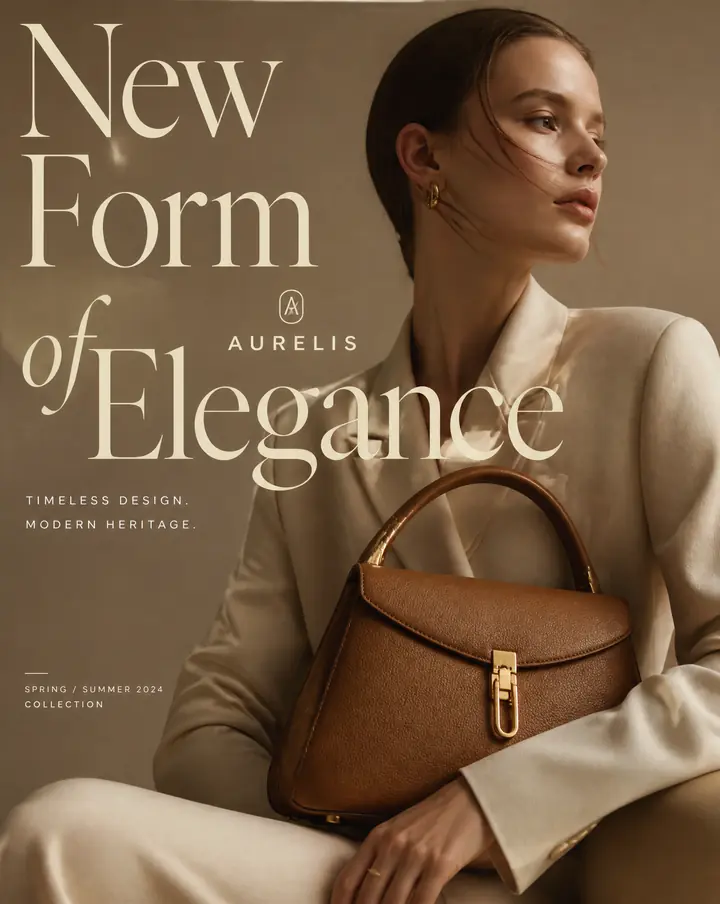 New
Form
of
Elegance
A
AURELIS
TIMELESS DESIGN.
MODERN HERITAGE.
SPRING / SUMMER 2024
COLLECTION